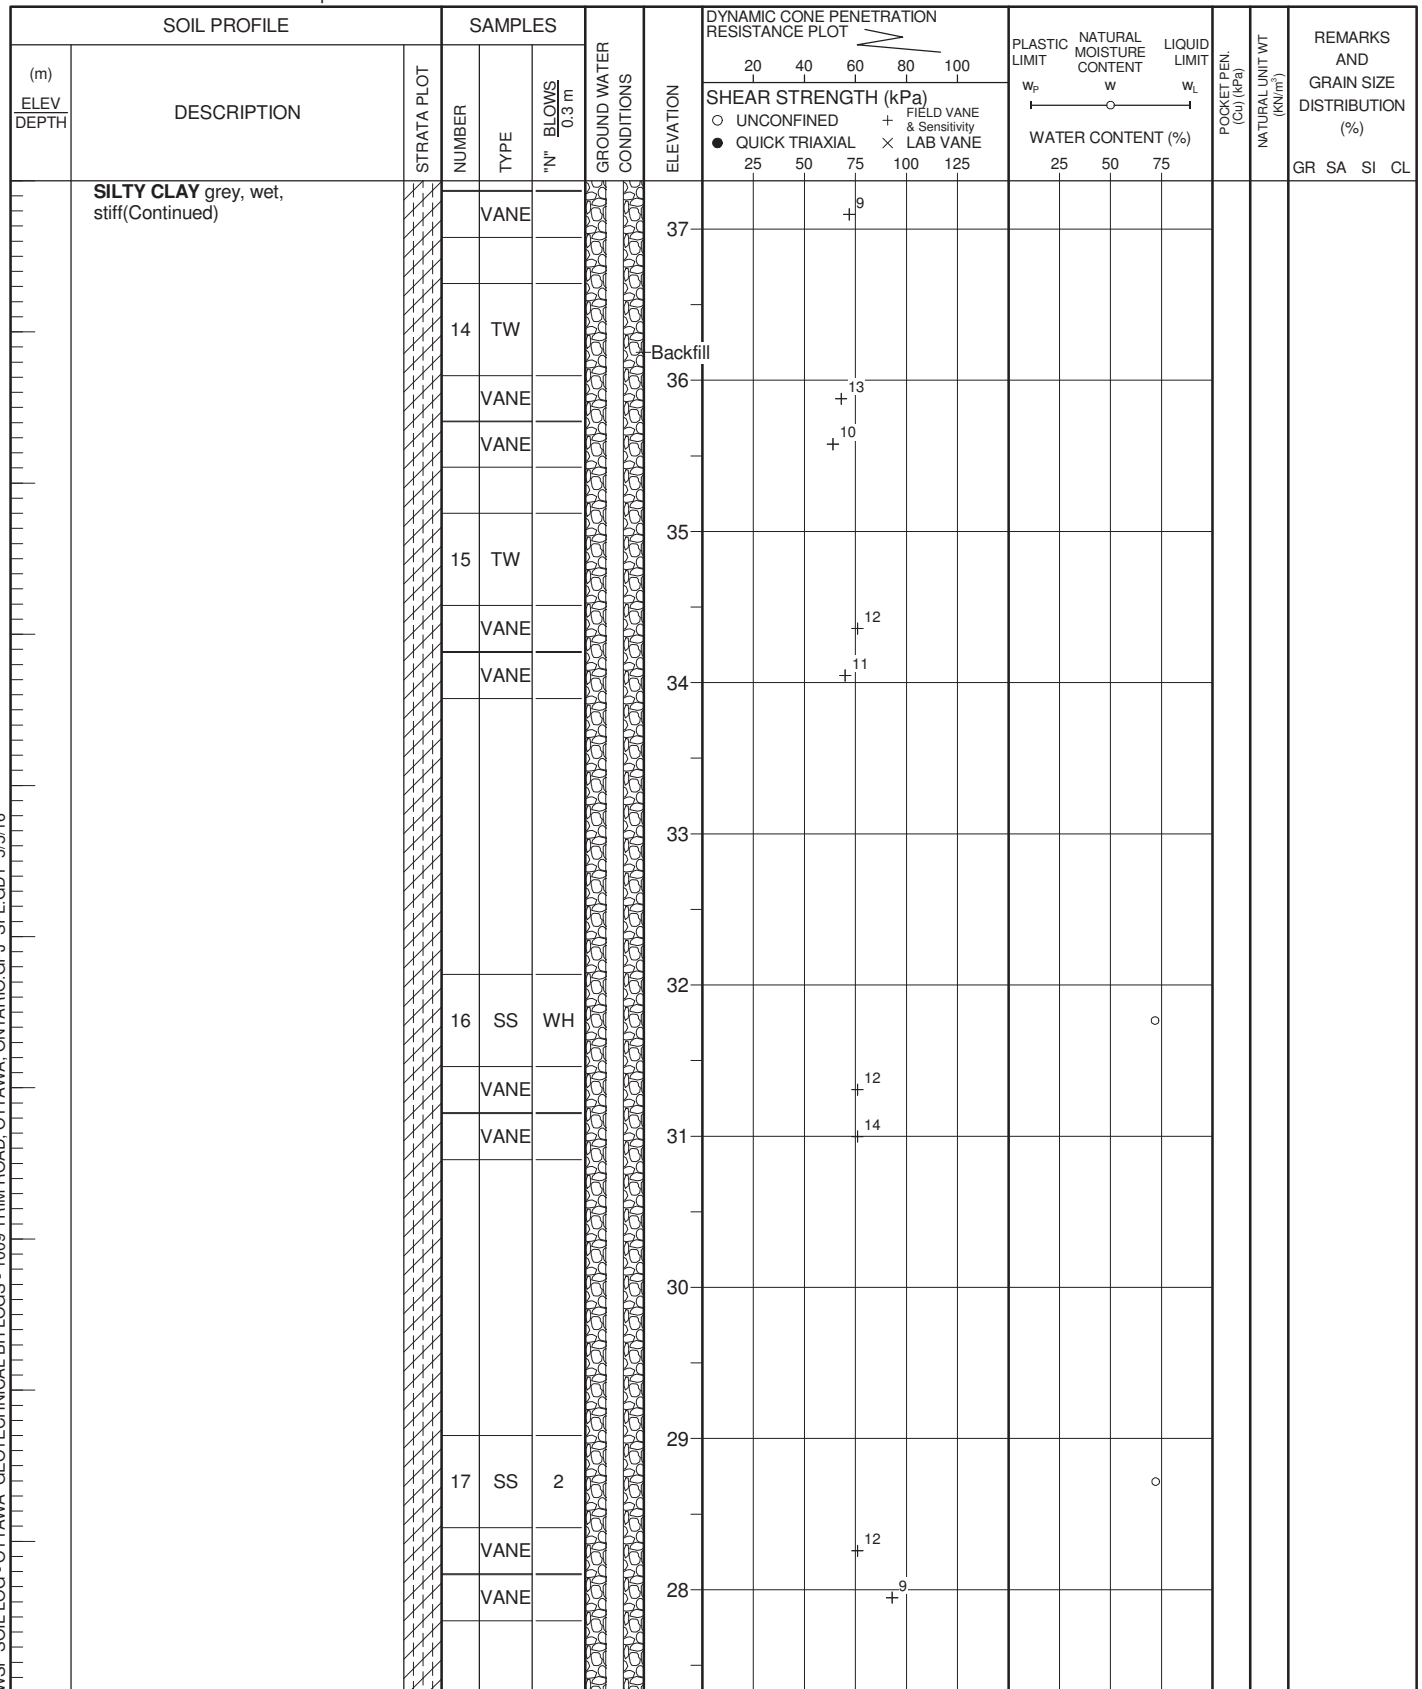 SOIL PROFILE
SAMPLES
(m)
ELEV
DEPTH
DESCRIPTION
STRATA PLOT
NUMBER
TYPE
"N" BLOWS
0.3 m
GROUND WATER
CONDITIONS
ELEVATION
DYNAMIC CONE PENETRATION
RESISTANCE PLOT
20 40 60 80 100
SHEAR STRENGTH (kPa)
○ UNCONFINED + FIELD VANE
& Sensitivity
● QUICK TRIAXIAL × LAB VANE
25 50 75 100 125
PLASTIC LIMIT
NATURAL MOISTURE CONTENT
LIQUID LIMIT
WP W WL
WATER CONTENT (%)
25 50 75
POCKET PEN.
(Cu) (kPa)
NATURAL UNIT WT
(KN/m³)
REMARKS
AND
GRAIN SIZE
DISTRIBUTION
(%)
GR SA SI CL
SILTY CLAY grey, wet,
stiff(Continued)
VANE 9
37
14 TW
Backfill
36
VANE 13
VANE 10
35
15 TW
VANE 12
VANE 11
34
33
32
16 SS WH
VANE 12
VANE 14
31
30
29
17 SS 2
VANE 12
VANE 9
28